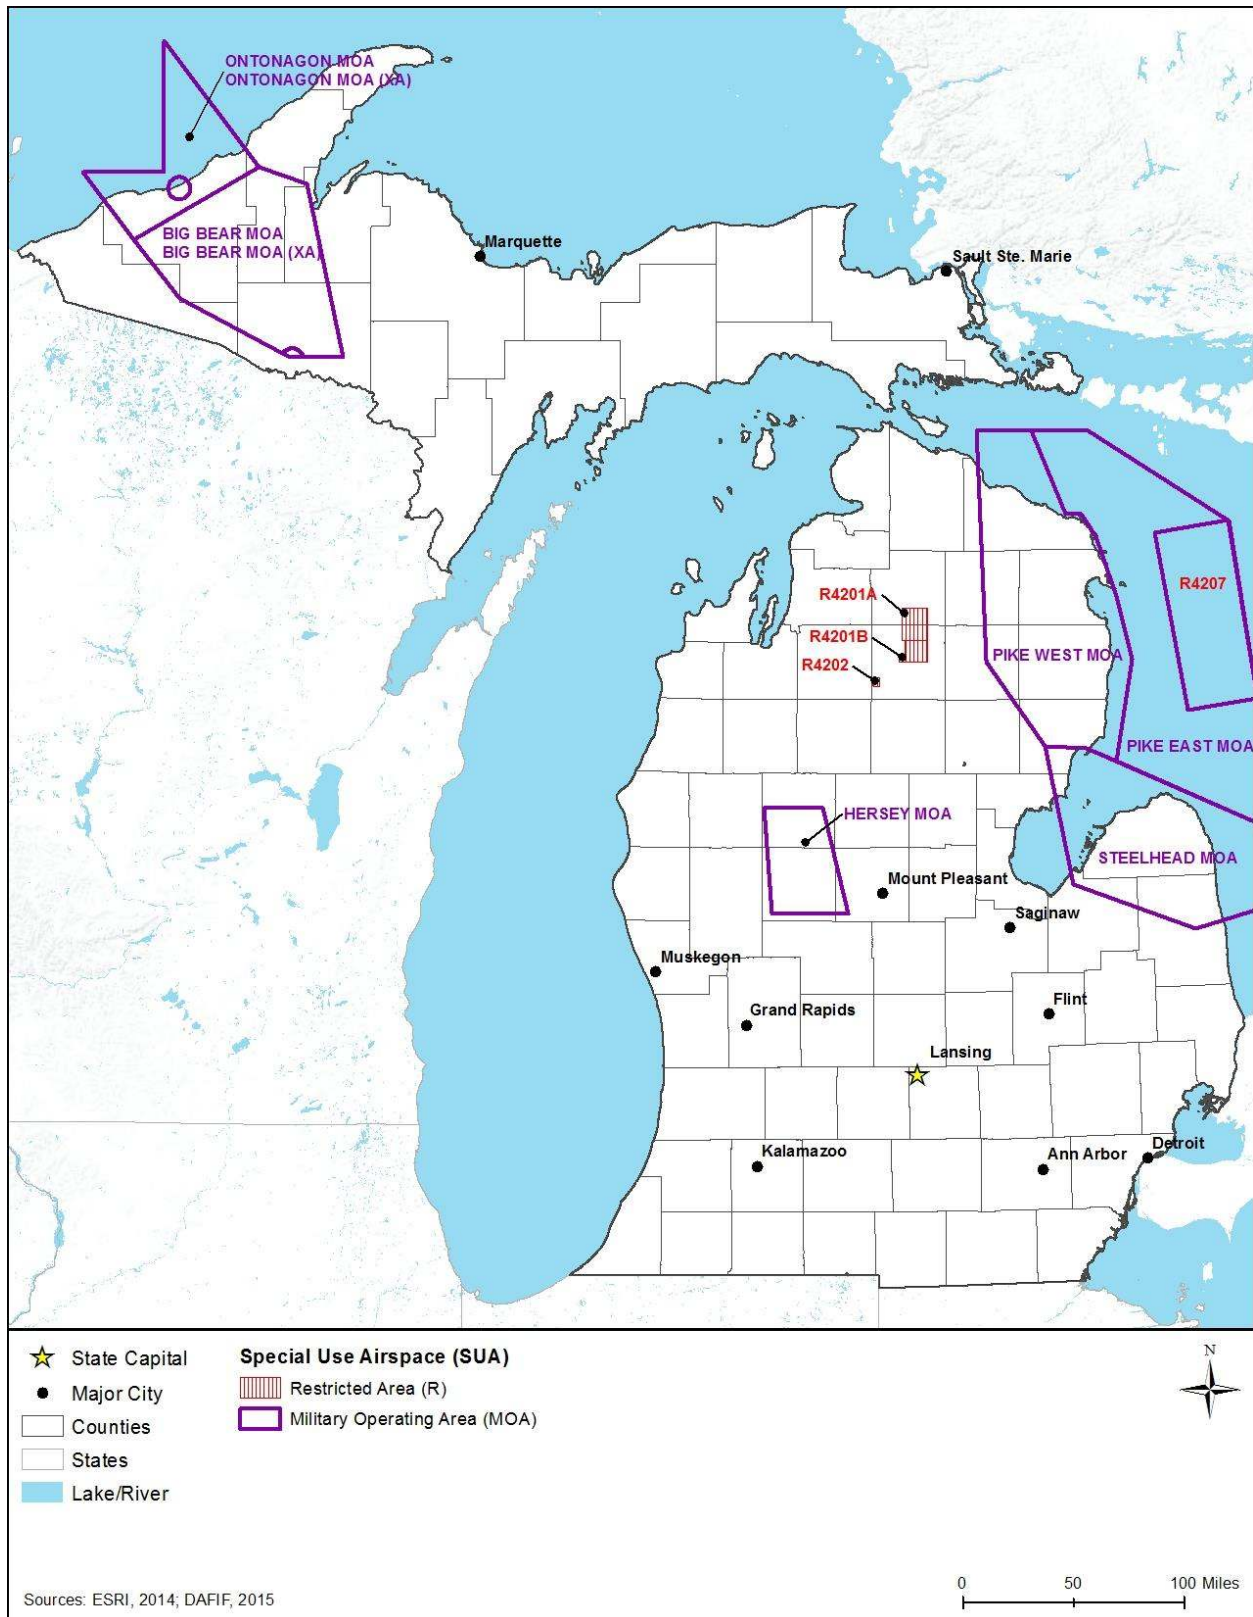 ONTONAGON MOA
ONTONAGON MOA (XA)
BIG BEAR MOA
BIG BEAR MOA (XA)
Marquette
Sault Ste. Marie
R4207
R4201A
R4201B
R4202
PIKE WEST MOA
PIKE EAST MOA
HERSEY MOA
STEELHEAD MOA
Mount Pleasant
Saginaw
Muskegon
Grand Rapids
Flint
Lansing
Kalamazoo
Ann Arbor
Detroit
State Capital
Major City
Counties
States
Lake/River
Special Use Airspace (SUA)
Restricted Area (R)
Military Operating Area (MOA)
N
Sources: ESRI, 2014; DAFIF, 2015
0 50 100 Miles